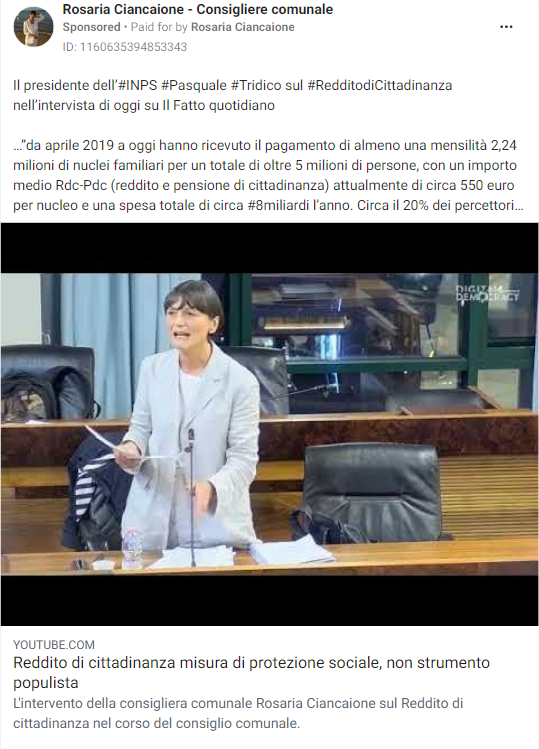 Rosaria Ciancaione - Consigliere comunale
Sponsored • Paid for by Rosaria Ciancaione
ID: 1160635394853343
Il presidente dell'#INPS #Pasquale #Tridico sul #RedditodiCittadinanza
nell'intervista di oggi su Il Fatto quotidiano
…"da aprile 2019 a oggi hanno ricevuto il pagamento di almeno una mensilità 2,24
milioni di nuclei familiari per un totale di oltre 5 milioni di persone, con un importo
medio Rdc-Pdc (reddito e pensione di cittadinanza) attualmente di circa 550 euro
per nucleo e una spesa totale di circa #8miliardi l'anno. Circa il 20% dei percettori...
DIGITAL
DEMOCRACY
YOUTUBE.COM
Reddito di cittadinanza misura di protezione sociale, non strumento
populista
L'intervento della consigliera comunale Rosaria Ciancaione sul Reddito di
cittadinanza nel corso del consiglio comunale.